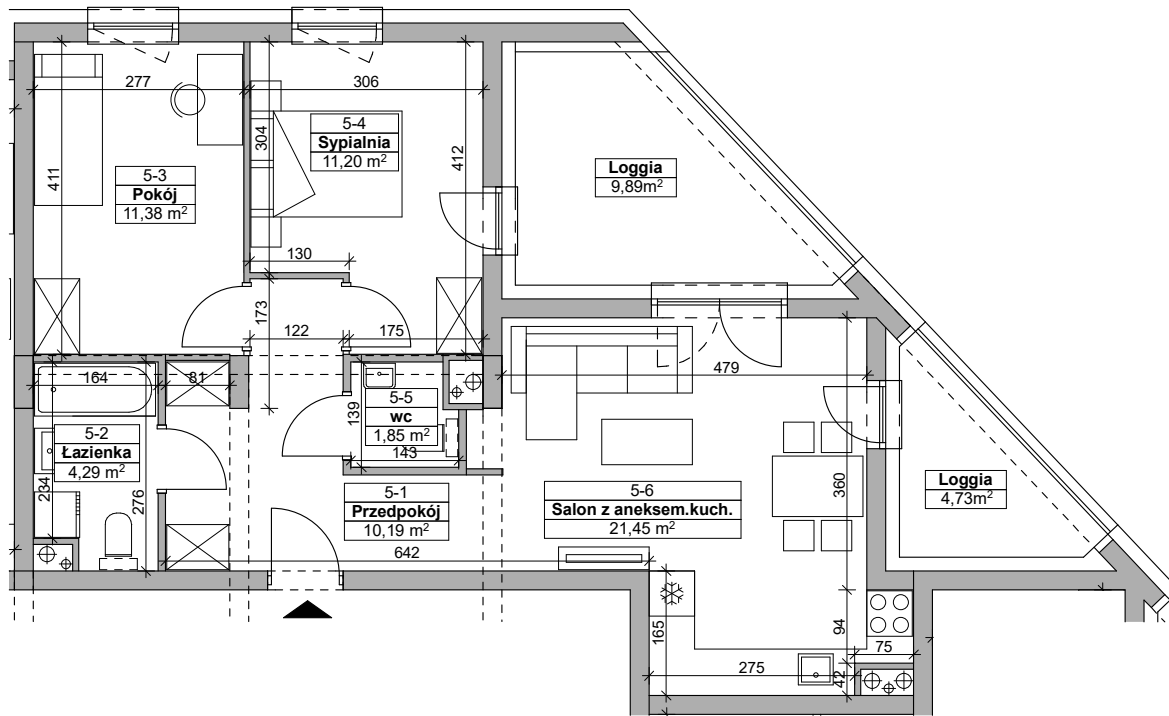 277
306
5-4
Sypialnia
11,20 m²
304
411
412
5-3
Pokój
11,38 m²
Loggia
9,89m²
130
173
122
175
479
164
81
5-5
wc
1,85 m²
139
143
5-2
Łazienka
4,29 m²
234
276
5-1
Przedpokój
10,19 m²
5-6
Salon z aneksem.kuch.
21,45 m²
360
Loggia
4,73m²
642
165
94
75
275
42